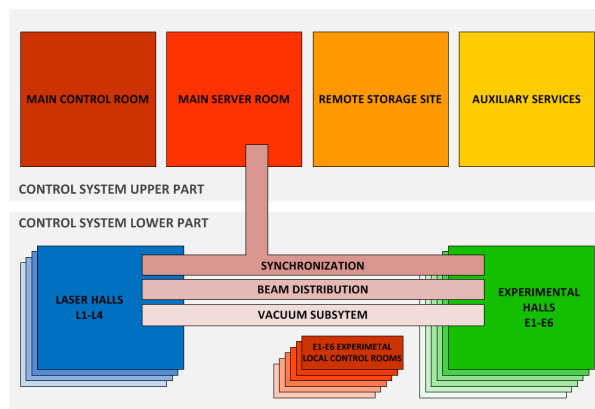 MAIN CONTROL ROOM
MAIN SERVER ROOM
REMOTE STORAGE SITE
AUXILIARY SERVICES
CONTROL SYSTEM UPPER PART
CONTROL SYSTEM LOWER PART
LASER HALLS
L1-L4
SYNCHRONIZATION
BEAM DISTRIBUTION
VACUUM SUBSYTEM
EXPERIMENTAL
HALLS
E1-E6
E1-E6 EXPERIMETAL
LOCAL CONTROL ROOMS